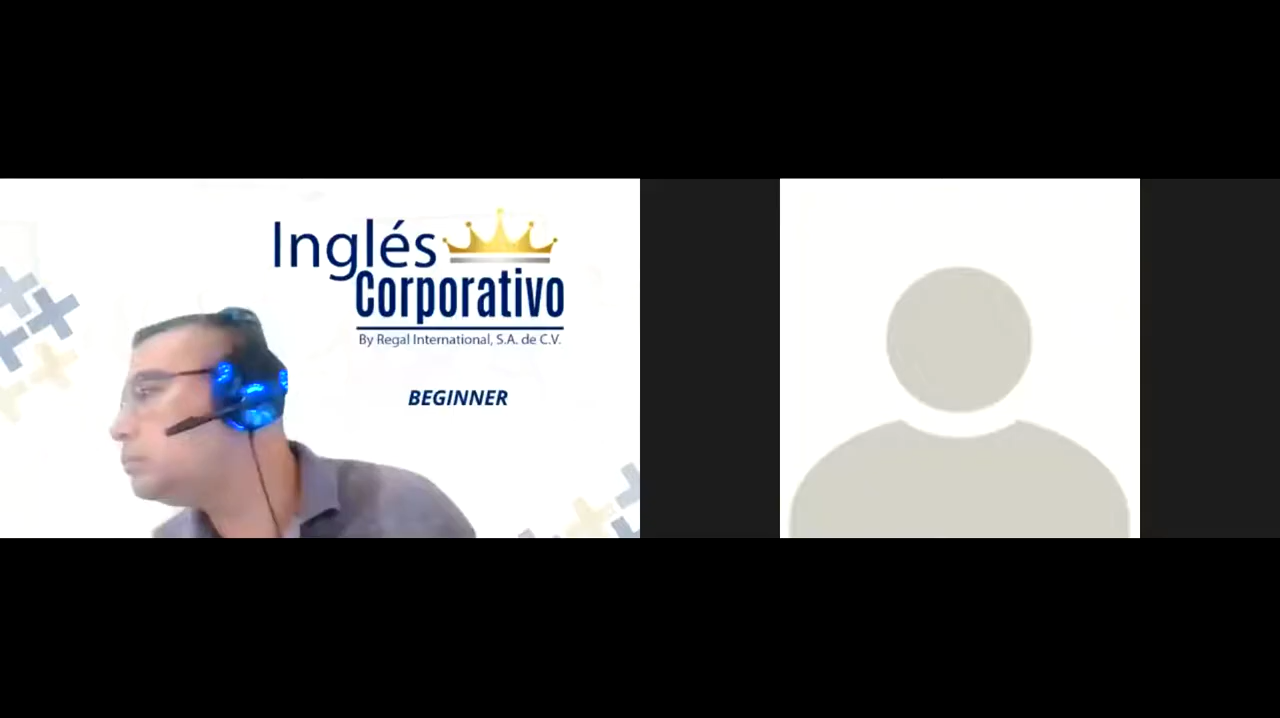 Inglés
Corporativo
By Regal International, S.A. de C.V.
BEGINNER